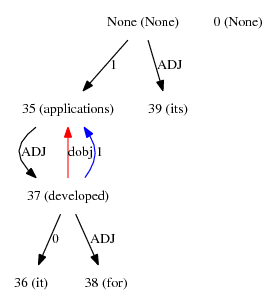 None (None) 0 (None)
1 ADJ
35 (applications) 39 (its)
ADJ dobj 1
37 (developed)
0 ADJ
36 (it) 38 (for)